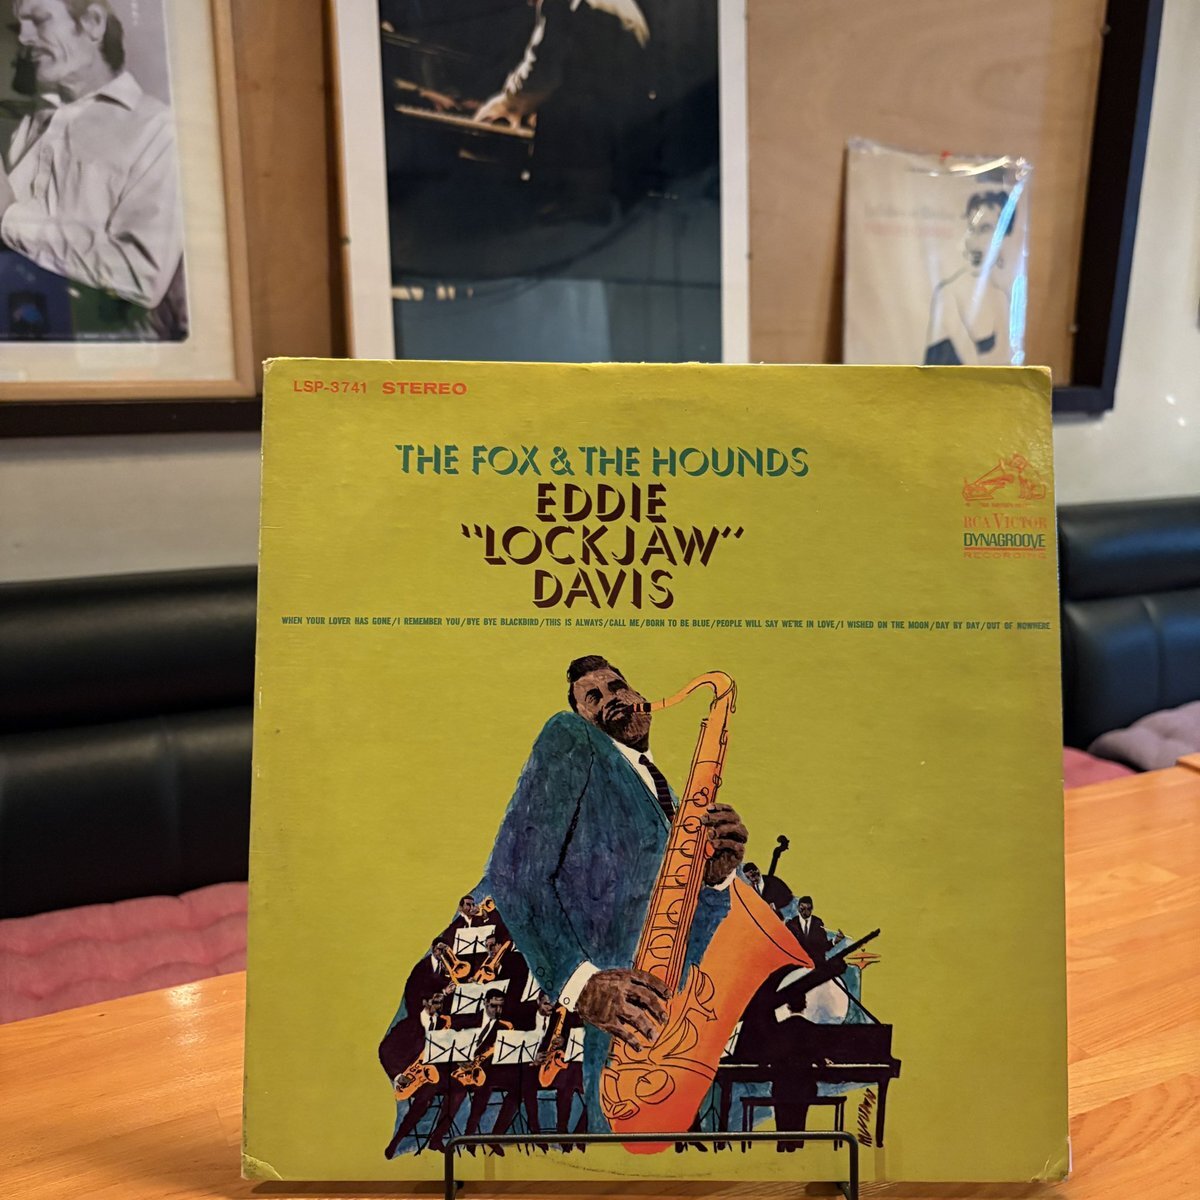 LSP-3741 STEREO
THE FOX & THE HOUNDS
EDDIE
"LOCKJAW"
DAVIS
RCA VICTOR
DYNAGROOVE
RECORDING
WHEN YOUR LOVER HAS GONE/I REMEMBER YOU/BYE BYE BLACKBIRD/THIS IS ALWAYS/CALL ME/BORN TO BE BLUE/PEOPLE WILL SAY WE'RE IN LOVE/I WISHED ON THE MOON/DAY BY DAY/OUT OF NOWHERE